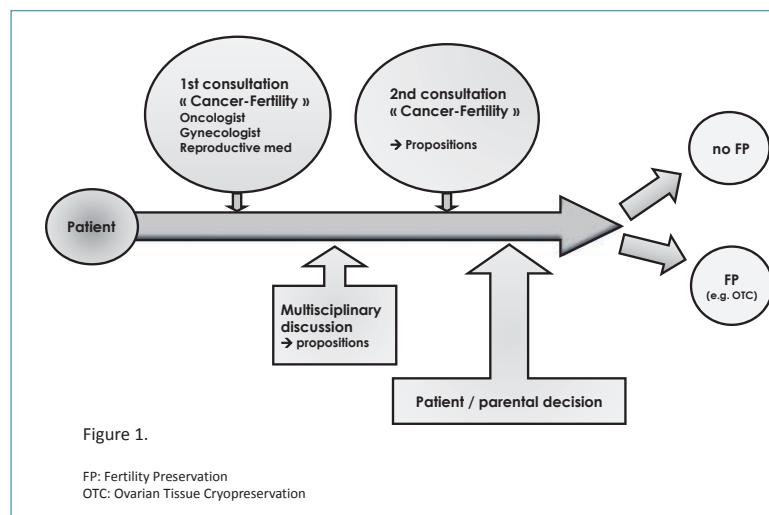 1st consultation
« Cancer-Fertility »
Oncologist
Gynecologist
Reproductive med
2nd consultation
« Cancer-Fertility »
→ Propositions
no FP
Patient
Multisciplinary
discussion
→ propositions
FP
(e.g. OTC)
Patient / parental decision
Figure 1.
FP: Fertility Preservation
OTC: Ovarian Tissue Cryopreservation